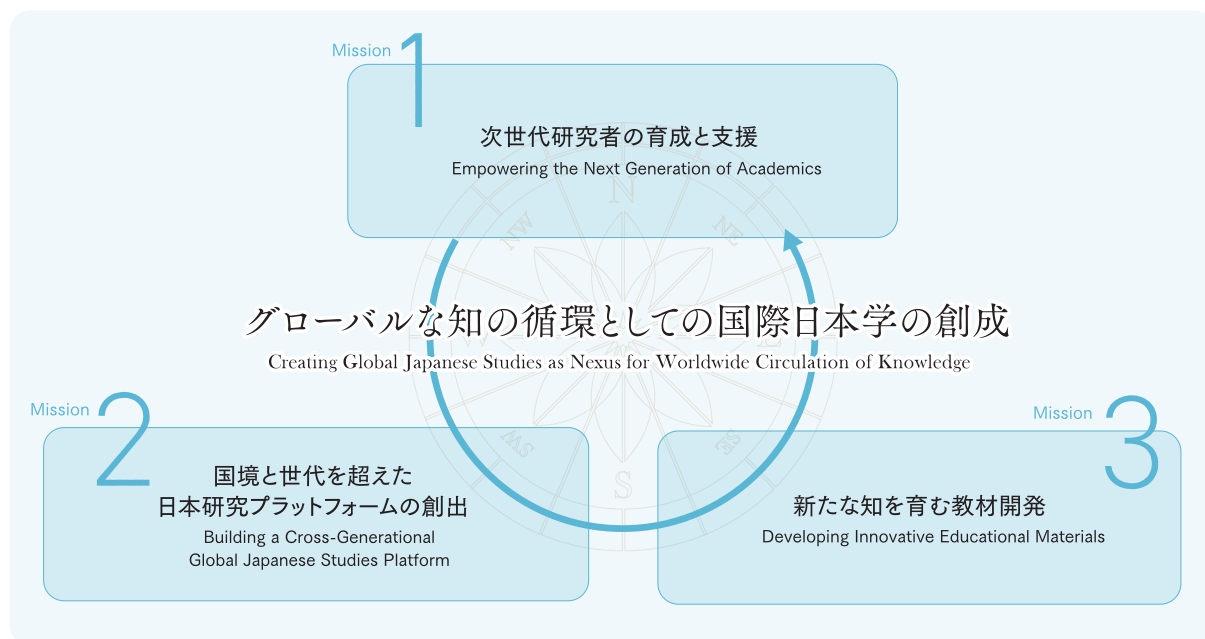 Mission 1
次世代研究者の育成と支援
Empowering the Next Generation of Academics
N
NW
NE
グローバルな知の循環としての国際日本学の創成
W
E
Creating Global Japanese Studies as Nexus for Worldwide Circulation of Knowledge
Mission 2
国境と世代を超えた
日本研究プラットフォームの創出
Building a Cross-Generational
Global Japanese Studies Platform
SW
SE
S
Mission 3
新たな知を育む教材開発
Developing Innovative Educational Materials